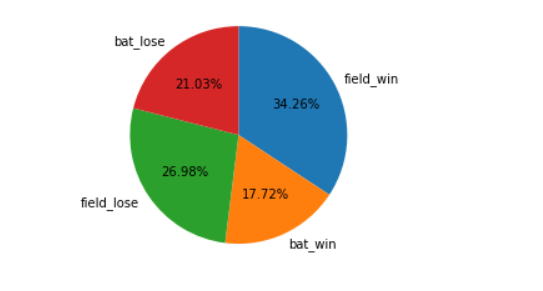 bat_lose
field_win
21.03%
34.26%
26.98%
17.72%
field_lose
bat_win